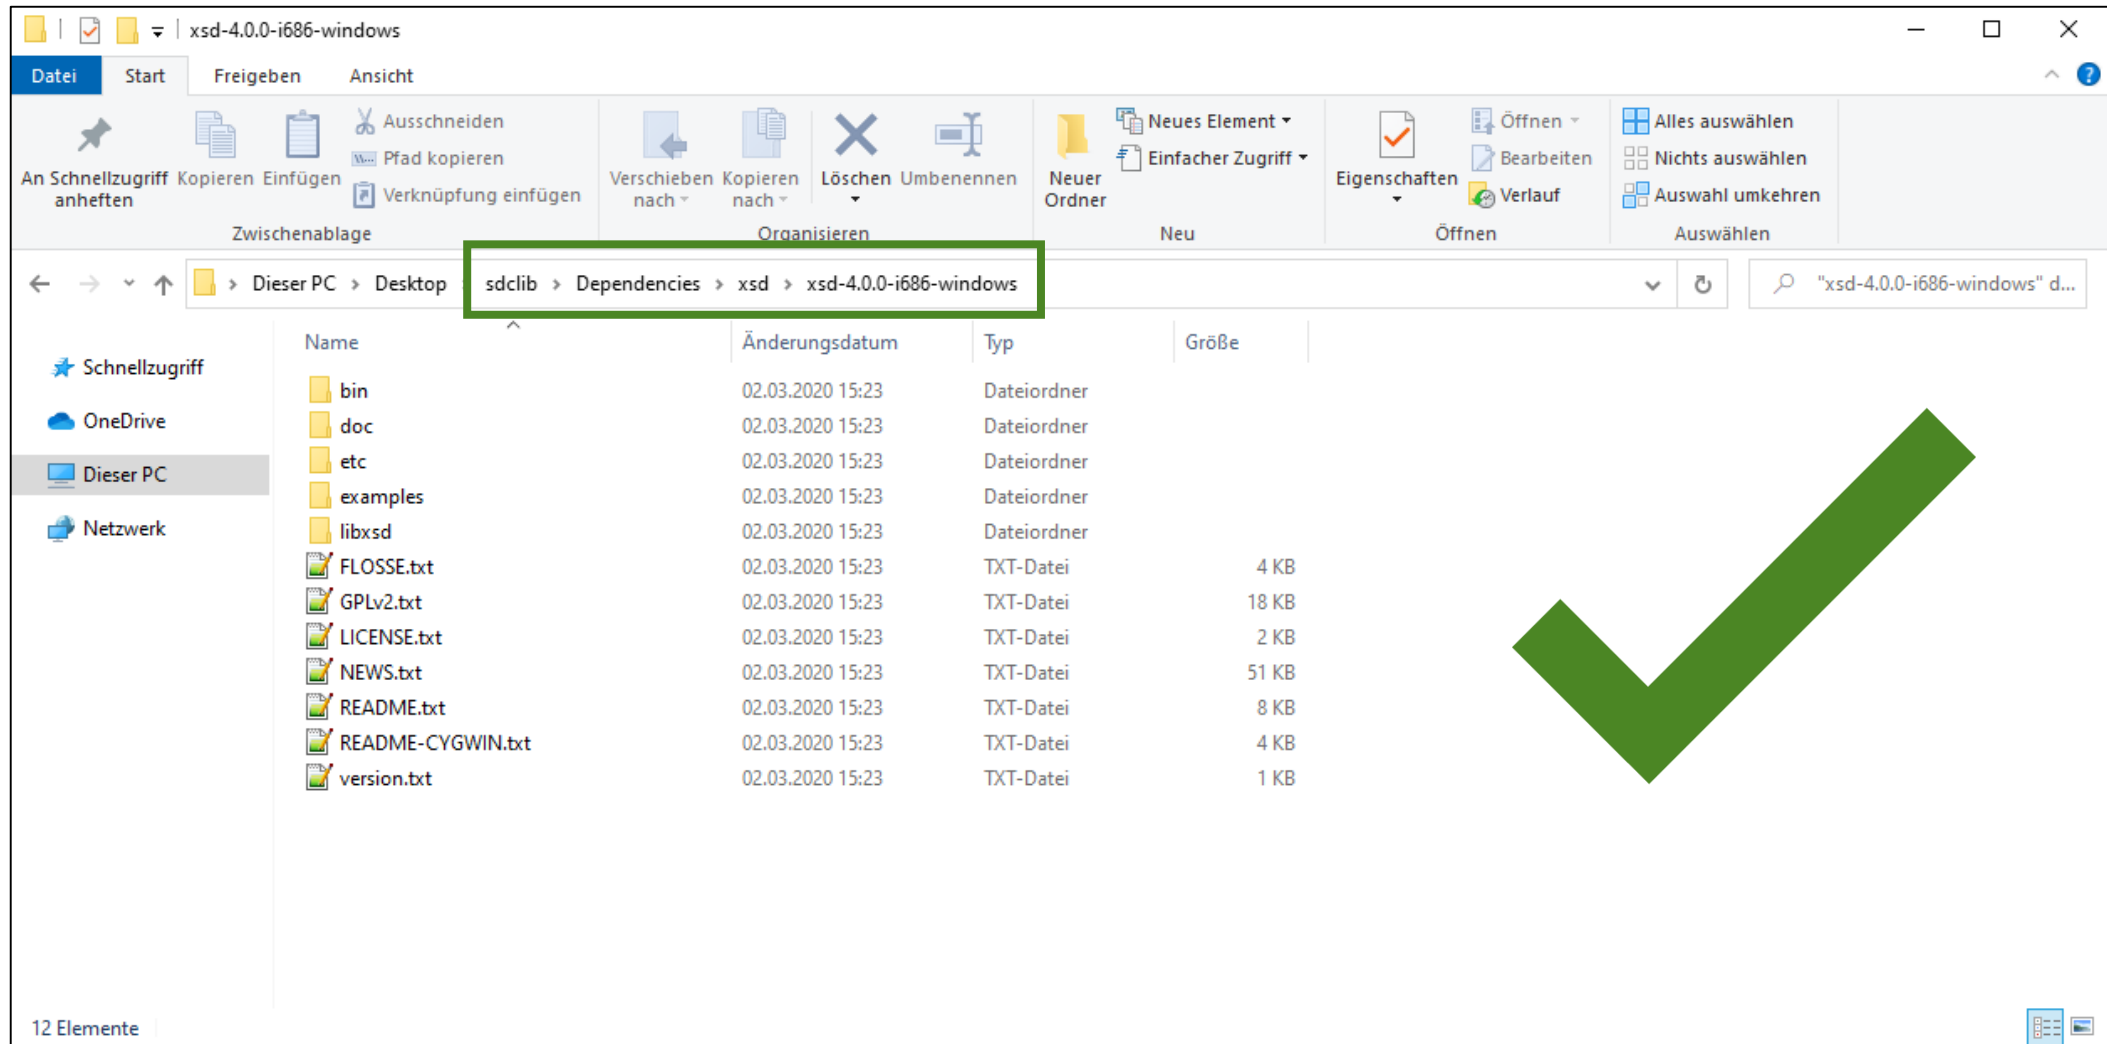 xsd-4.0.0-i686-windows
Datei Start Freigeben Ansicht
An Schnellzugriff anheften
Kopieren
Einfügen
Ausschneiden
Pfad kopieren
Verknüpfung einfügen
Zwischenablage
Verschieben nach
Kopieren nach
Löschen
Umbenennen
Organisieren
Neuer Ordner
Neues Element
Einfacher Zugriff
Neu
Eigenschaften
Öffnen
Bearbeiten
Verlauf
Öffnen
Alles auswählen
Nichts auswählen
Auswahl umkehren
Auswählen
Dieser PC > Desktop sdclib > Dependencies > xsd > xsd-4.0.0-i686-windows
"xsd-4.0.0-i686-windows" d...
Schnellzugriff
OneDrive
Dieser PC
Netzwerk
Name Änderungsdatum Typ Größe
bin 02.03.2020 15:23 Dateiordner
doc 02.03.2020 15:23 Dateiordner
etc 02.03.2020 15:23 Dateiordner
examples 02.03.2020 15:23 Dateiordner
libxsd 02.03.2020 15:23 Dateiordner
FLOSSE.txt 02.03.2020 15:23 TXT-Datei 4 KB
GPLv2.txt 02.03.2020 15:23 TXT-Datei 18 KB
LICENSE.txt 02.03.2020 15:23 TXT-Datei 2 KB
NEWS.txt 02.03.2020 15:23 TXT-Datei 51 KB
README.txt 02.03.2020 15:23 TXT-Datei 8 KB
README-CYGWIN.txt 02.03.2020 15:23 TXT-Datei 4 KB
version.txt 02.03.2020 15:23 TXT-Datei 1 KB
12 Elemente